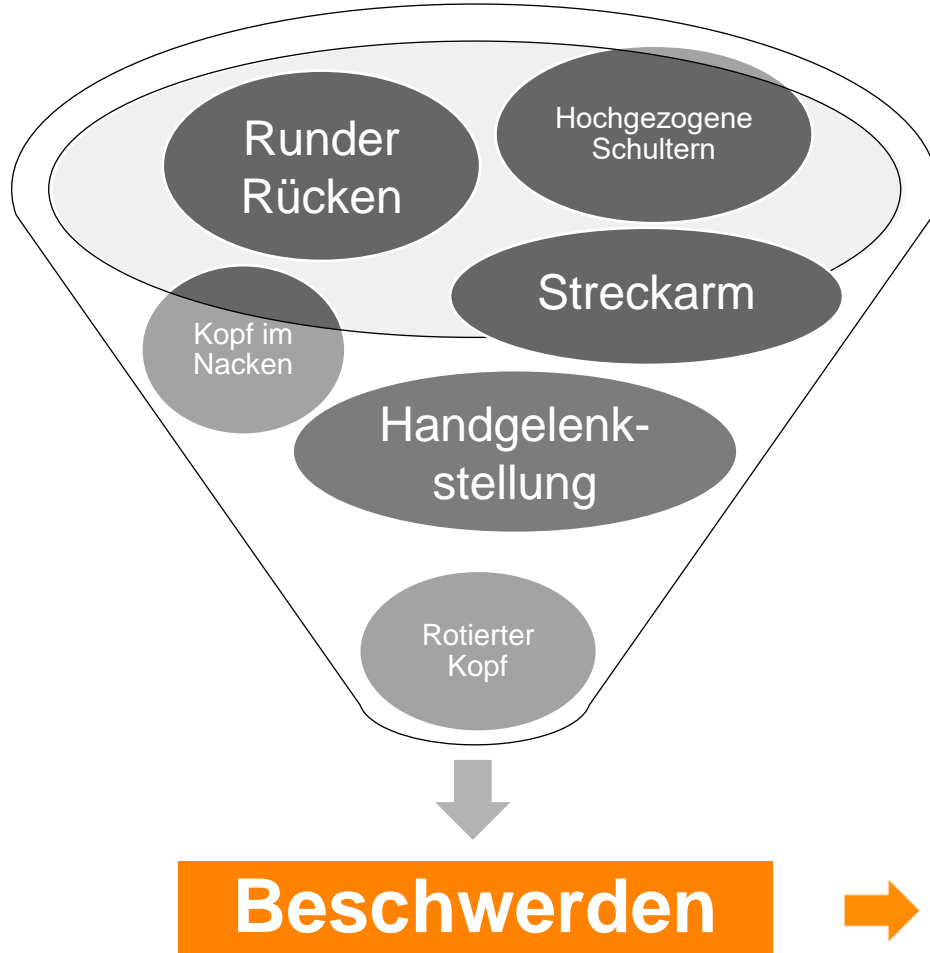 Runder
Rücken
Hochgezogene
Schultern
Streckarm
Kopf im
Nacken
Handgelenk-
stellung
Rotierter
Kopf
Beschwerden